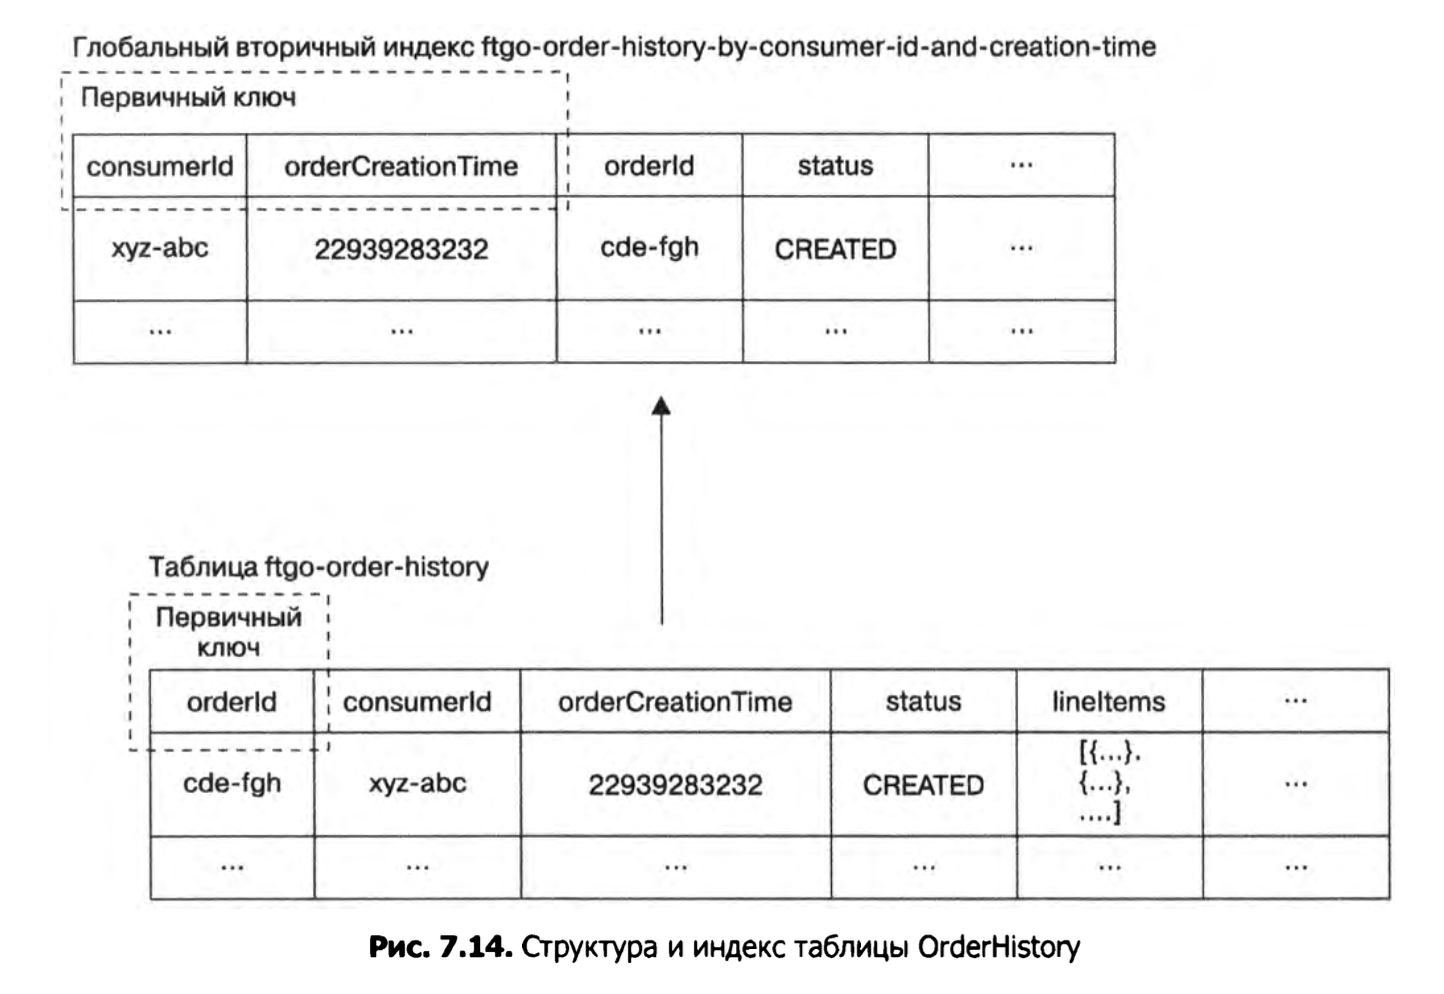 Глобальный вторичный индекс ftgo-order-history-by-consumer-id-and-creation-time
Первичный ключ
consumerId orderCreationTime orderId status ...
xyz-abc 22939283232 cde-fgh CREATED ...
... ... ... ... ...
Таблица ftgo-order-history
Первичный
ключ
orderId consumerId orderCreationTime status lineItems ...
cde-fgh xyz-abc 22939283232 CREATED [{...}. {...}, ....] ...
... ... ... ... ... ...
Рис. 7.14. Структура и индекс таблицы OrderHistory